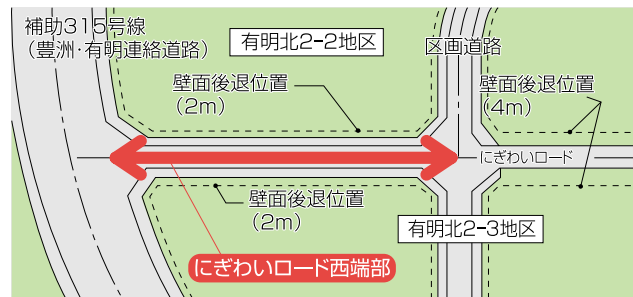 補助315号線
（豊洲・有明連絡道路）
有明北2-2地区
区画道路
壁面後退位置
（2m）
壁面後退位置
（4m）
にぎわいロード
壁面後退位置
（2m）
有明北2-3地区
にぎわいロード西端部